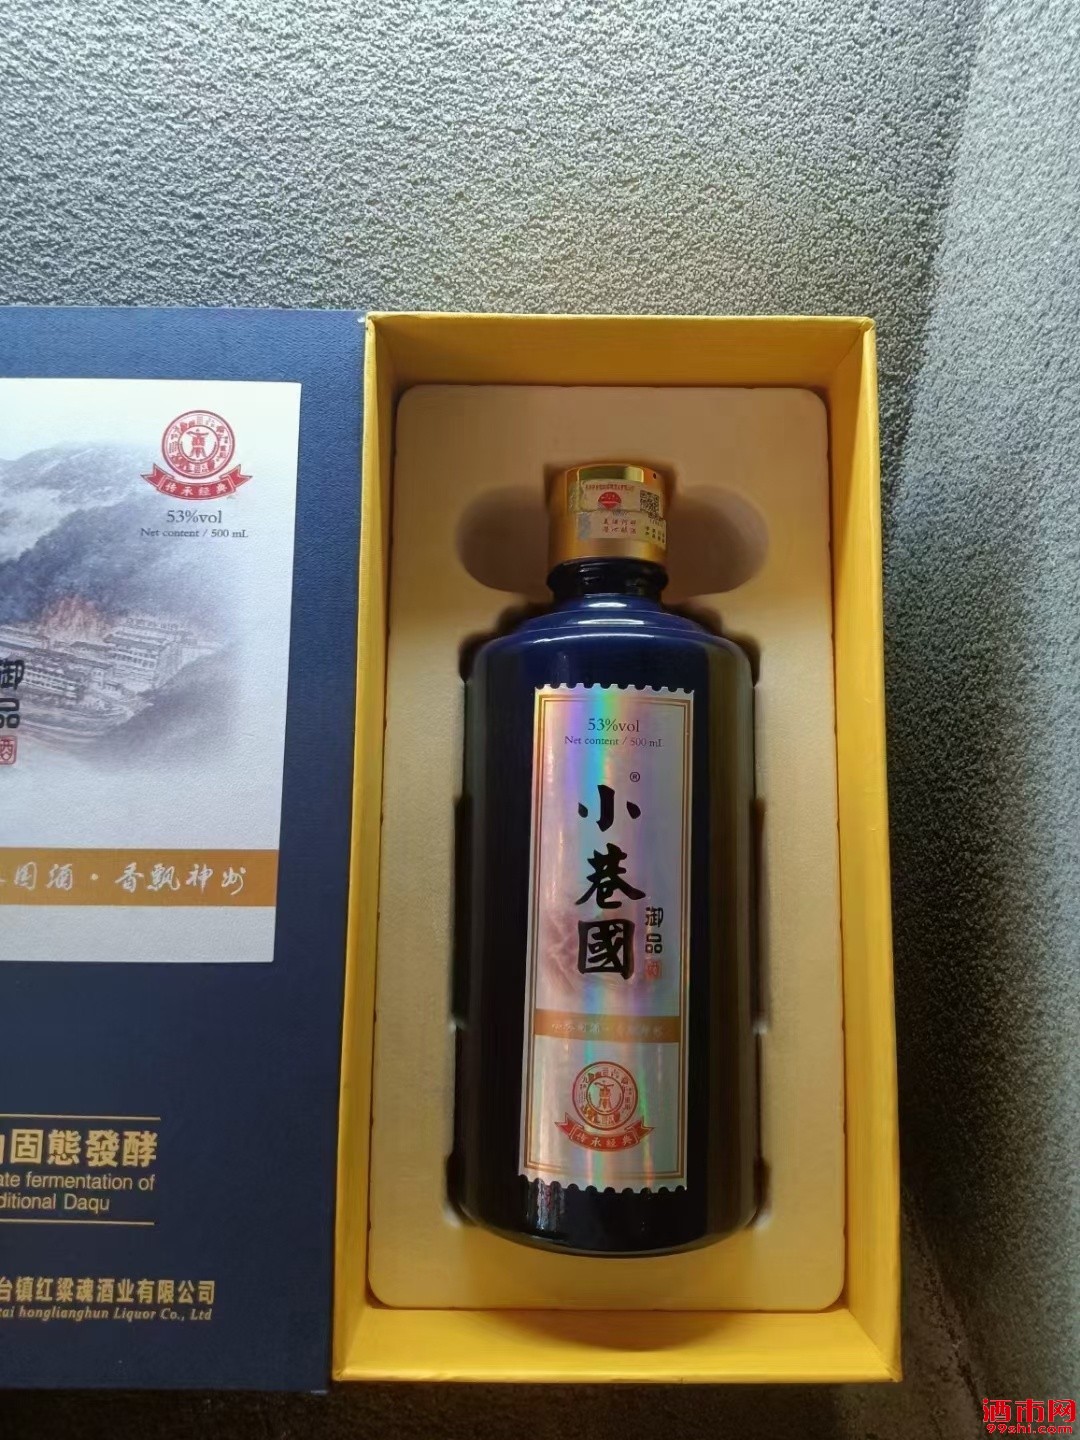 传承经典
53%vol
Net content / 500 mL
御品
国酒·香飘神州
固態發酵
ate fermentation of
ditional Daqu
台镇红粱魂酒业有限公司
tai honglianghun Liquor Co., Ltd
53%vol
Net content / 500 mL
小巷國
®
御品
传承经典
酒市网
99shi.com